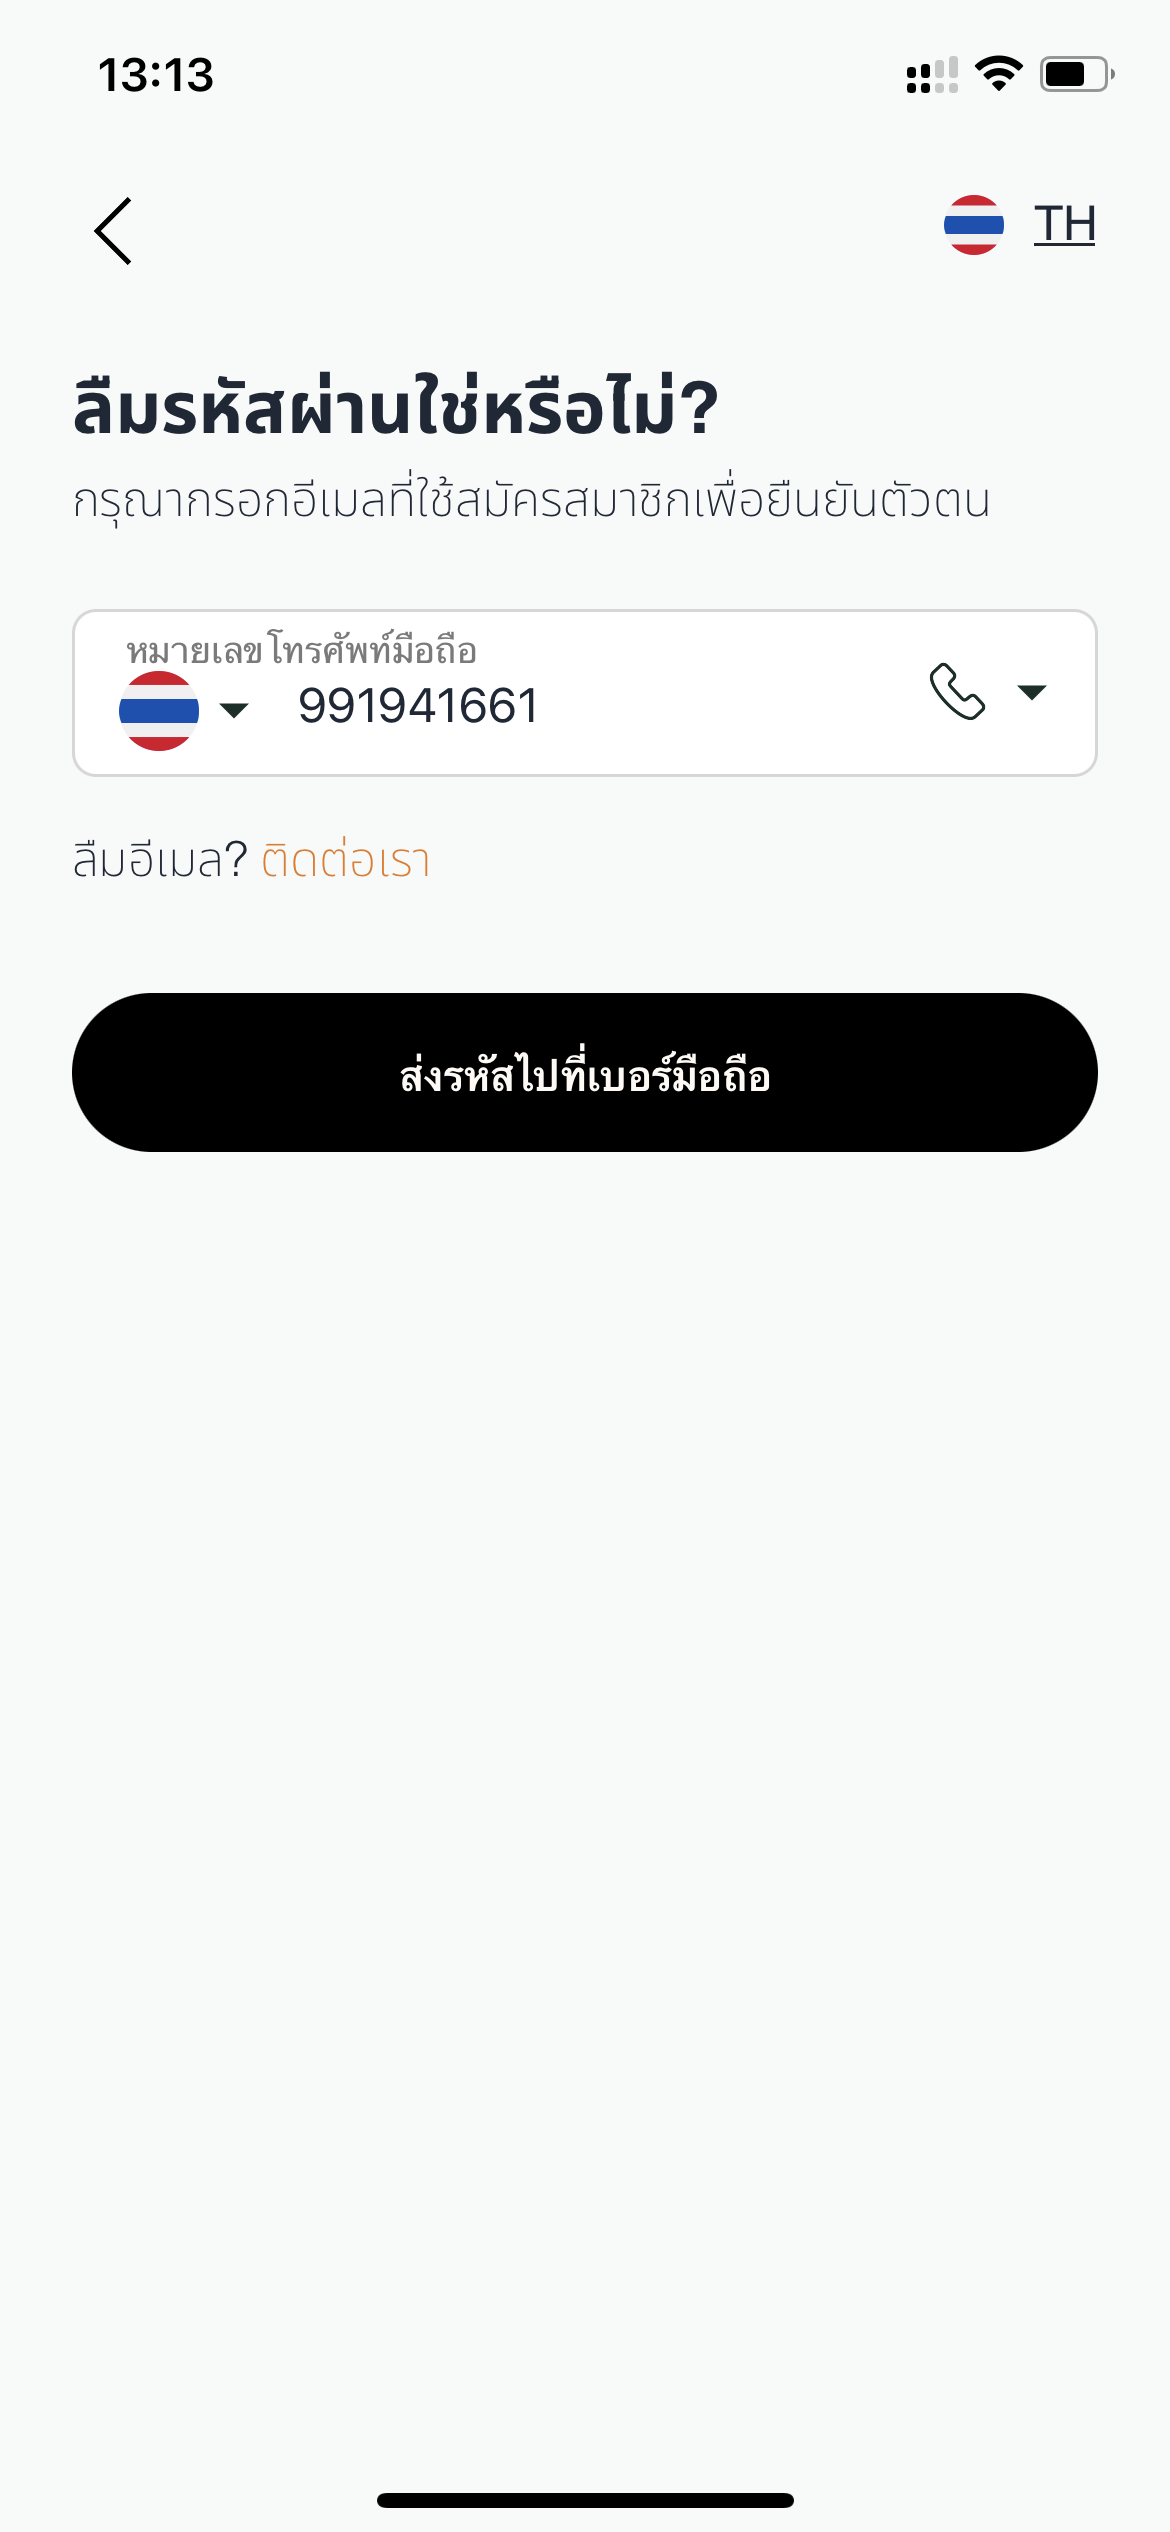 13:13
TH
ลืมรหัสผ่านใช่หรือไม่?
กรุณากรอกอีเมลที่ใช้สมัครสมาชิกเพื่อยืนยันตัวตน
หมายเลขโทรศัพท์มือถือ
991941661
ลืมอีเมล? ติดต่อเรา
ส่งรหัสไปที่เบอร์มือถือ